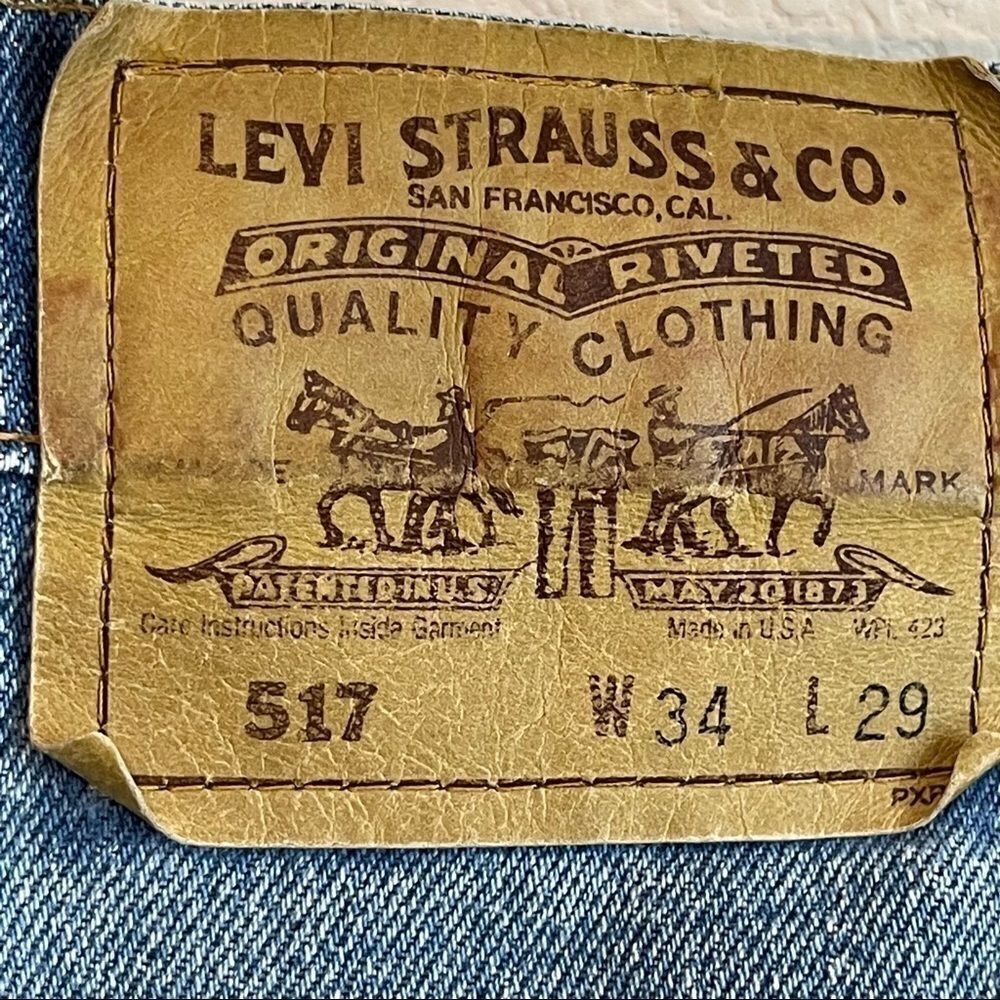 LEVI STRAUSS & CO.
SAN FRANCISCO, CAL.
ORIGINAL RIVETED
QUALITY CLOTHING
MARK
PATENTED IN U.S. MAY 20 1873
Care Instructions Inside Garment Made in U.S.A WPL 423
517 W 34 L 29